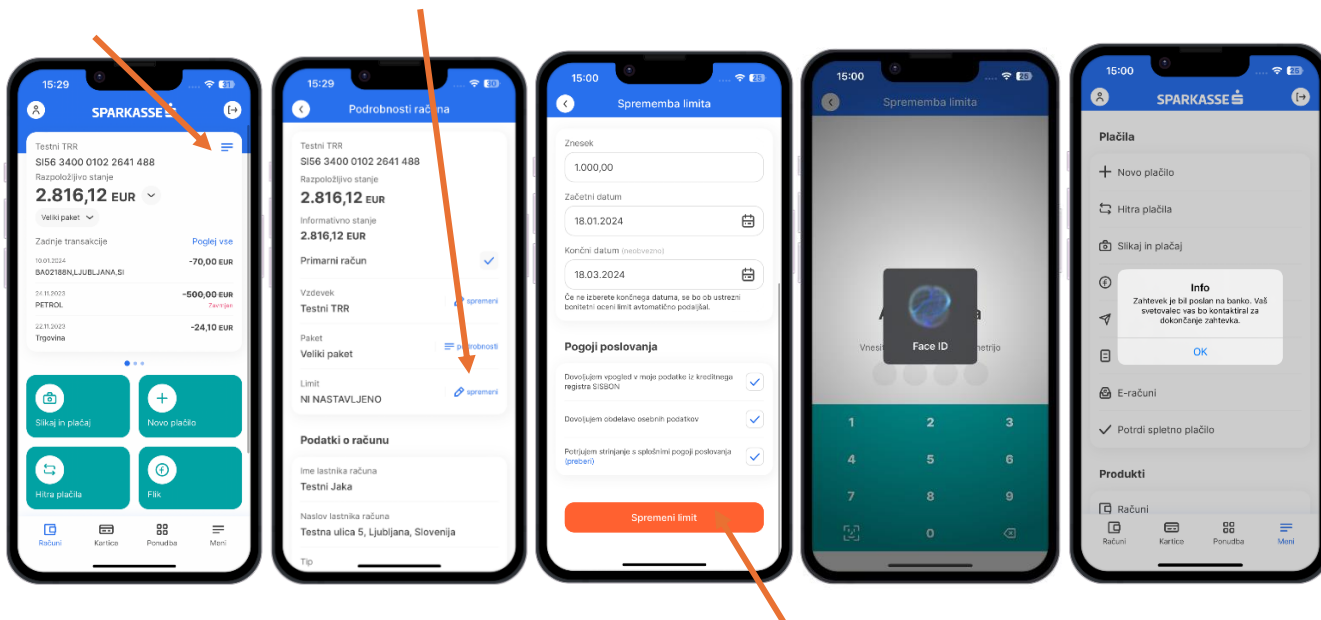 15:29
21
SPARKASSE
Testni TRR
SI56 3400 0102 2641 488
Razpoložljivo stanje
2.816,12 EUR
Veliki paket
Zadnje transakcije
Poglej vse
10.01.2024
-70,00 EUR
BA02188N,LJUBLJANA,SI
24.11.2023
-500,00 EUR
PETROL
Zavrnjen
22.11.2023
-24,10 EUR
Trgovina
Slikaj in plačaj
Novo plačilo
Hitra plačila
Flik
Računi
Kartice
Ponudba
Meni
15:29
20
Podrobnosti računa
Testni TRR
SI56 3400 0102 2641 488
Razpoložljivo stanje
2.816,12 EUR
Informativno stanje
2.816,12 EUR
Primarni račun
Vzdevek
Testni TRR
spremeni
Paket
Veliki paket
podrobnosti
Limit
NI NASTAVLJENO
spremeni
Podatki o računu
Ime lastnika računa
Testni Jaka
Naslov lastnika računa
Testna ulica 5, Ljubljana, Slovenija
Tip
15:00
25
Sprememba limita
Znesek
1.000,00
Začetni datum
18.01.2024
Končni datum (neobvezno)
18.03.2024
Če ne izberete končnega datuma, se bo ob ustrezni
bonitetni oceni limit avtomatično podaljšal.
Pogoji poslovanja
Dovoljujem vpogled v moje podatke iz kreditnega
registra SISBON
Dovoljujem obdelavo osebnih podatkov
Potrjujem strinjanje s splošnimi pogoji poslovanja
(preberi)
Spremeni limit
15:00
Sprememba limita
Face ID
1
2
3
4
5
6
7
8
9
0
15:00
SPARKASSE
Plačila
Novo plačilo
Hitra plačila
Slikaj in plačaj
Info
Zahtevek je bil poslan na banko. Vaš
svetovalec vas bo kontaktiral za
dokončanje zahtevka.
OK
E-računi
Potrdi spletno plačilo
Produkti
Računi
Računi
Kartice
Ponudba
Meni